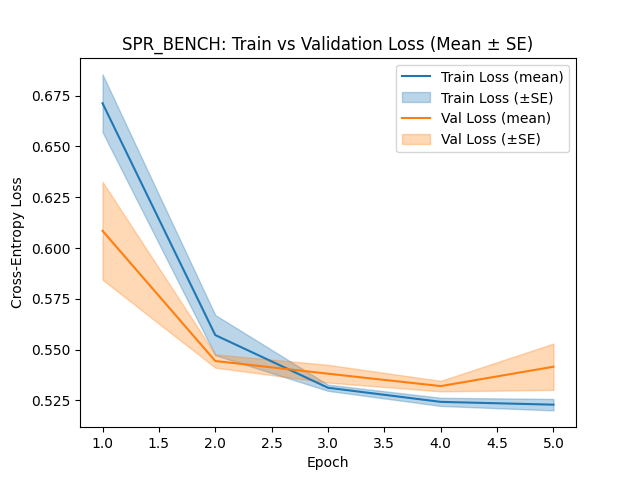 SPR_BENCH: Train vs Validation Loss (Mean ± SE)
Train Loss (mean)
Train Loss (±SE)
Val Loss (mean)
Val Loss (±SE)
Cross-Entropy Loss
0.675
0.650
0.625
0.600
0.575
0.550
0.525
1.0 1.5 2.0 2.5 3.0 3.5 4.0 4.5 5.0
Epoch